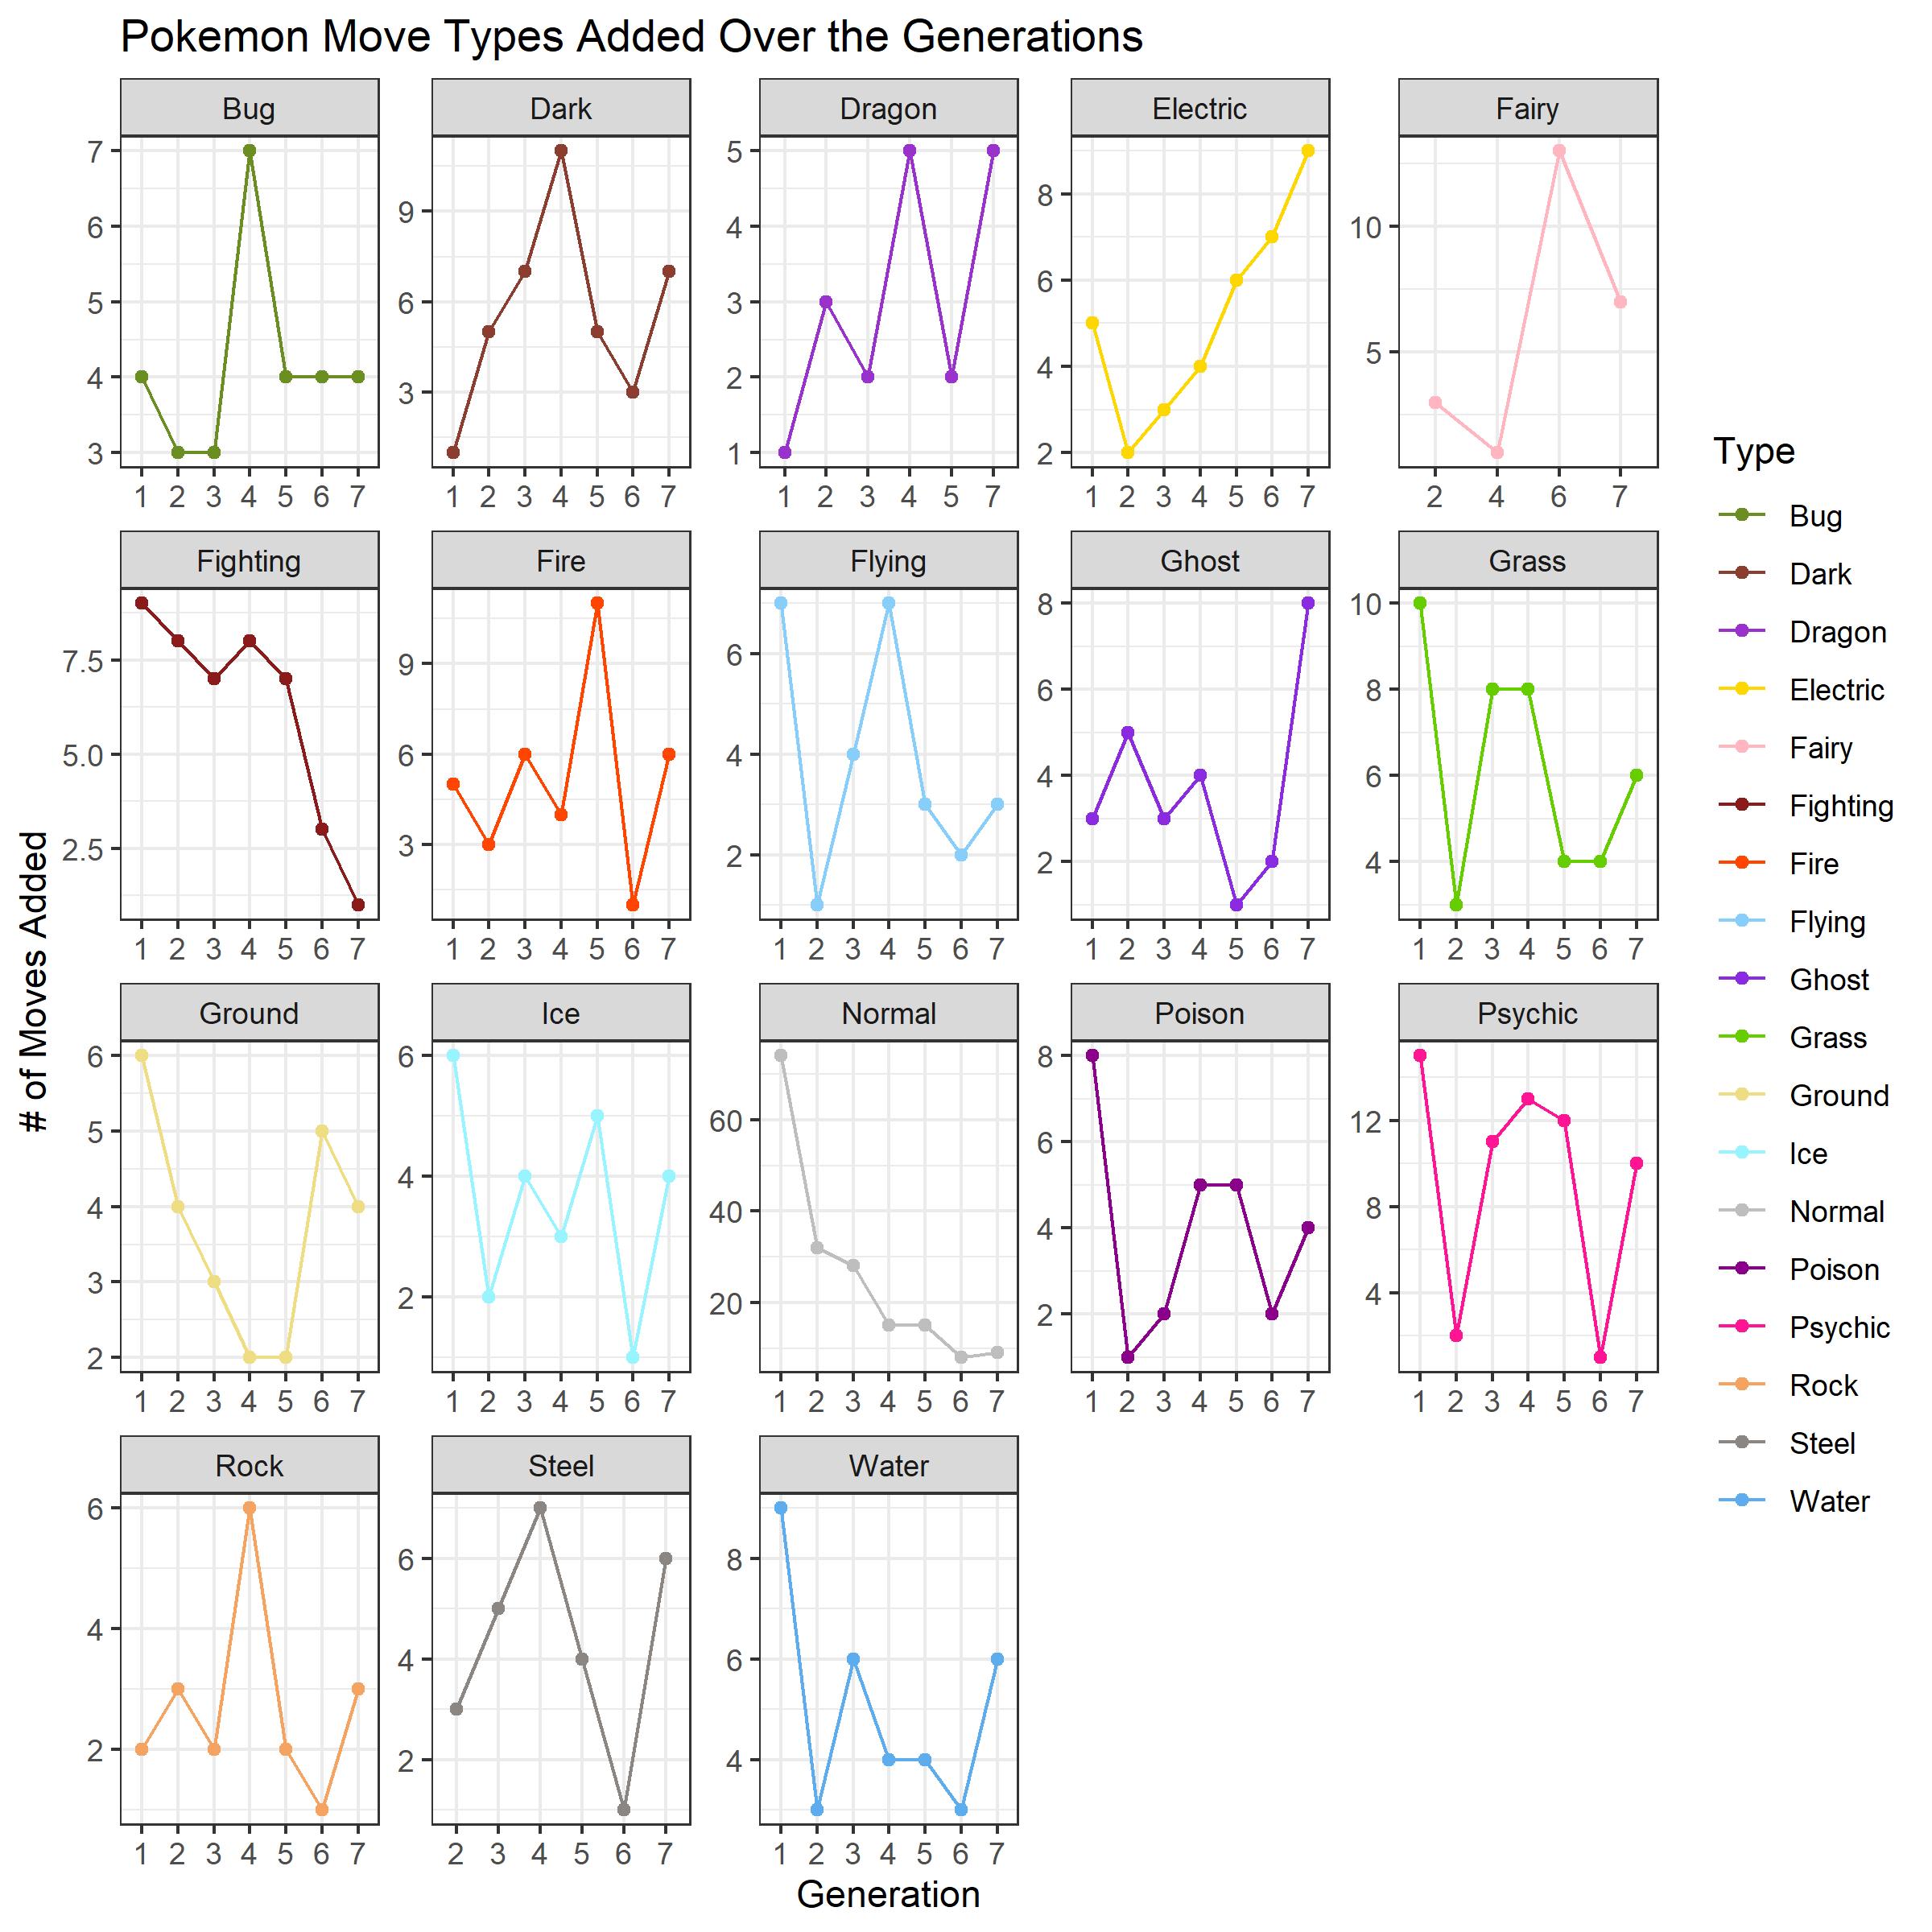 Pokemon Move Types Added Over the Generations
Bug
Dark
Dragon
Electric
Fairy
7
6
5
4
3
9
6
3
5
4
3
2
1
8
6
4
2
10
5
1 2 3 4 5 6 7
1 2 3 4 5 6 7
1 2 3 4 5 7
1 2 3 4 5 6 7
2 4 6 7
Fighting
Fire
Flying
Ghost
Grass
7.5
5.0
2.5
9
6
3
6
4
2
8
6
4
2
10
8
6
4
1 2 3 4 5 6 7
1 2 3 4 5 6 7
1 2 3 4 5 6 7
1 2 3 4 5 6 7
1 2 3 4 5 6 7
Ground
Ice
Normal
Poison
Psychic
6
5
4
3
2
6
4
2
60
40
20
8
6
4
2
12
8
4
1 2 3 4 5 6 7
1 2 3 4 5 6 7
1 2 3 4 5 6 7
1 2 3 4 5 6 7
1 2 3 4 5 6 7
Rock
Steel
Water
6
4
2
6
4
2
8
6
4
1 2 3 4 5 6 7
2 3 4 5 6 7
1 2 3 4 5 6 7
# of Moves Added
Generation
Type
Bug
Dark
Dragon
Electric
Fairy
Fighting
Fire
Flying
Ghost
Grass
Ground
Ice
Normal
Poison
Psychic
Rock
Steel
Water